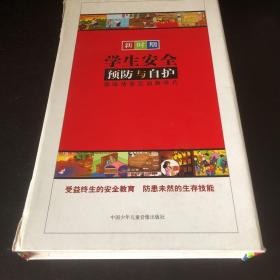 新时期
学生安全
预防与自护
受益终生的安全教育 防患未然的生存技能
中国少年儿童音像出版社